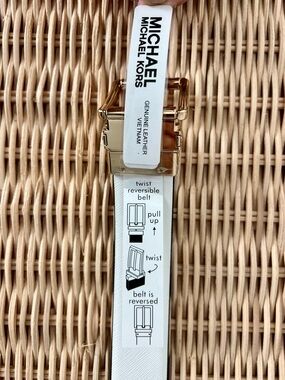 MICHAEL
MICHAEL KORS
GENUINE LEATHER
VIETNAM
twist
reversible
belt
pull
up
twist
belt is
reversed